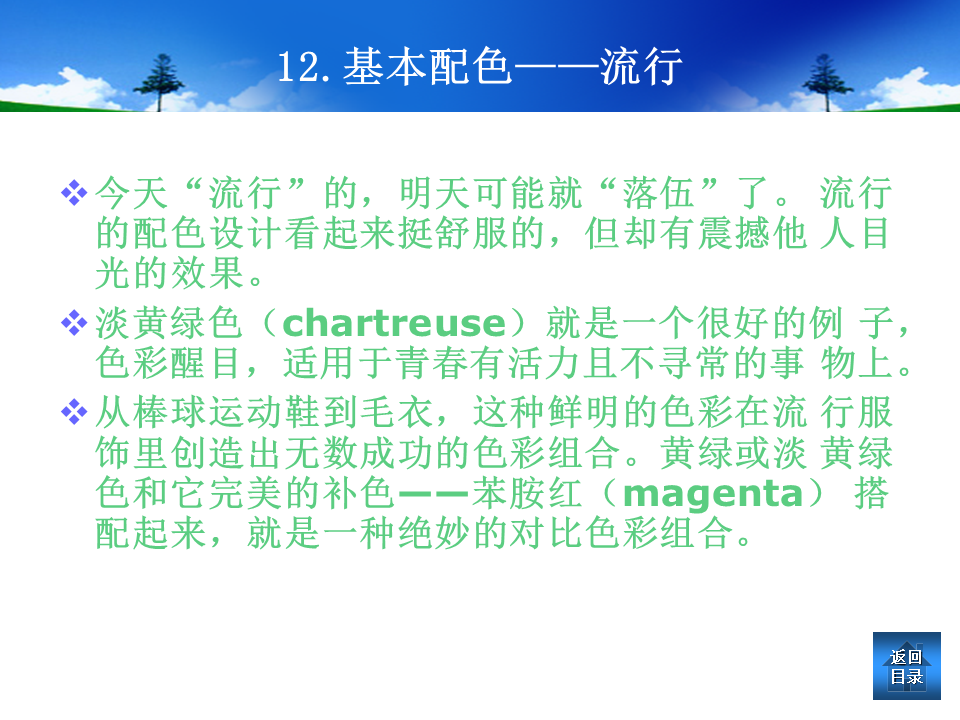 12.基本配色——流行
今天“流行”的，明天可能就“落伍”了。 流行
的配色设计看起来挺舒服的，但却有震撼他 人目
光的效果。
淡黄绿色（chartreuse）就是一个很好的例 子，
色彩醒目，适用于青春有活力且不寻常的事 物上。
从棒球运动鞋到毛衣，这种鲜明的色彩在流 行服
饰里创造出无数成功的色彩组合。黄绿或淡 黄绿
色和它完美的补色——苯胺红（magenta） 搭
配起来，就是一种绝妙的对比色彩组合。
返回
目录